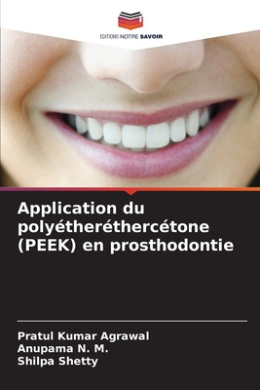 EDITIONS NOTRE SAVOIR
Application du
polyétheréthercétone
(PEEK) en prosthodontie
Pratul Kumar Agrawal
Anupama N. M.
Shilpa Shetty